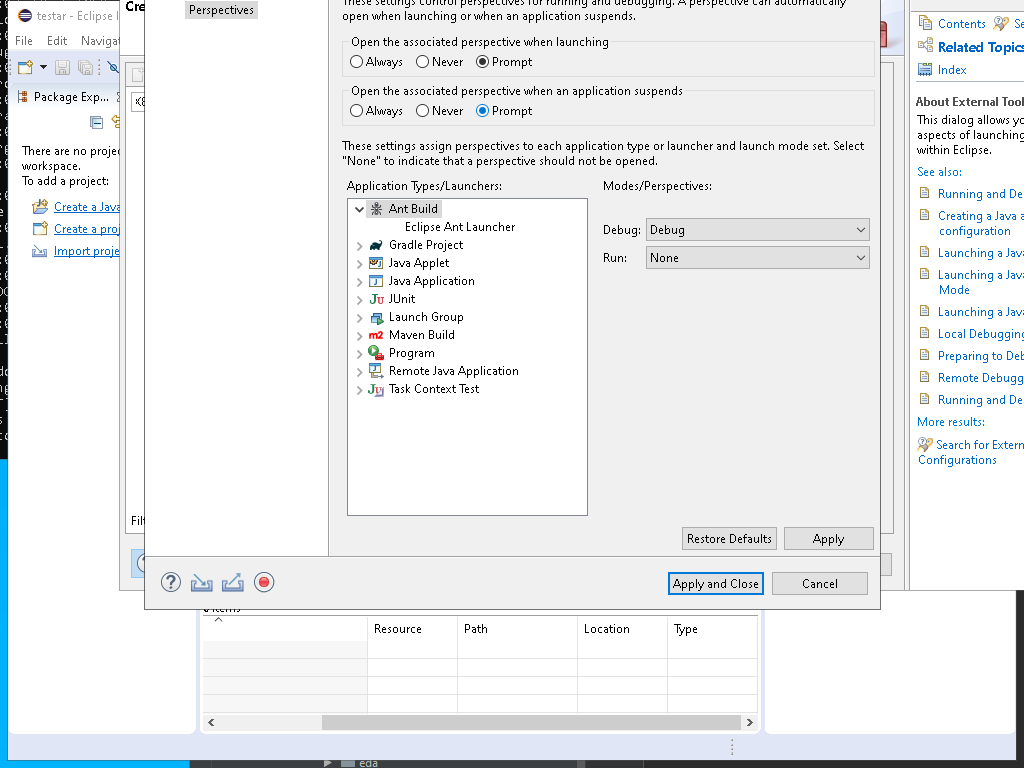 testar - Eclipse I
File Edit Navigat
Package Exp...
There are no proje
workspace.
To add a project:
Create a Java
Create a proj
Import proje
Cre
Filt
Perspectives
These settings control perspectives for running and debugging. A perspective can automatically
open when launching or when an application suspends.
Open the associated perspective when launching
Always Never Prompt
Open the associated perspective when an application suspends
Always Never Prompt
These settings assign perspectives to each application type or launcher and launch mode set. Select
"None" to indicate that a perspective should not be opened.
Application Types/Launchers:
Modes/Perspectives:
Ant Build
Eclipse Ant Launcher
Gradle Project
Java Applet
Java Application
JUnit
Launch Group
Maven Build
Program
Remote Java Application
Task Context Test
Debug: Debug
Run: None
Restore Defaults Apply
Apply and Close Cancel
Contents Se
Related Topics
Index
About External Tool
This dialog allows yo
aspects of launching
within Eclipse.
See also:
Running and De
Creating a Java a
configuration
Launching a Java
Launching a Java
Mode
Launching a Java
Local Debugging
Preparing to Deb
Remote Debugg
Running and De
More results:
Search for Extern
Configurations
Resource Path Location Type
eda